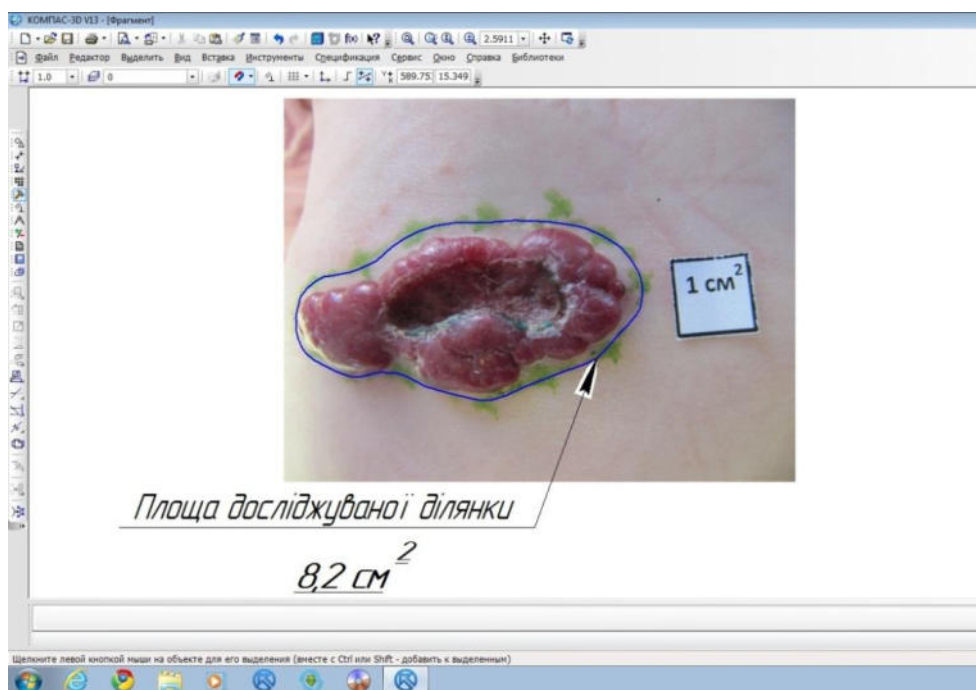 КОМПАС-3D V13 - [Фрагмент]
2.5911
Файл Редактор Выделить Вид Вставка Инструменты Спецификация Сервис Окно Справка Библиотеки
1.0 0 589.75 15.349
1 см²
Площа досліджуваної ділянки
8,2 см²
Щелкните левой кнопкой мыши на объекте для его выделения (вместе с Ctrl или Shift - добавить к выделенным)